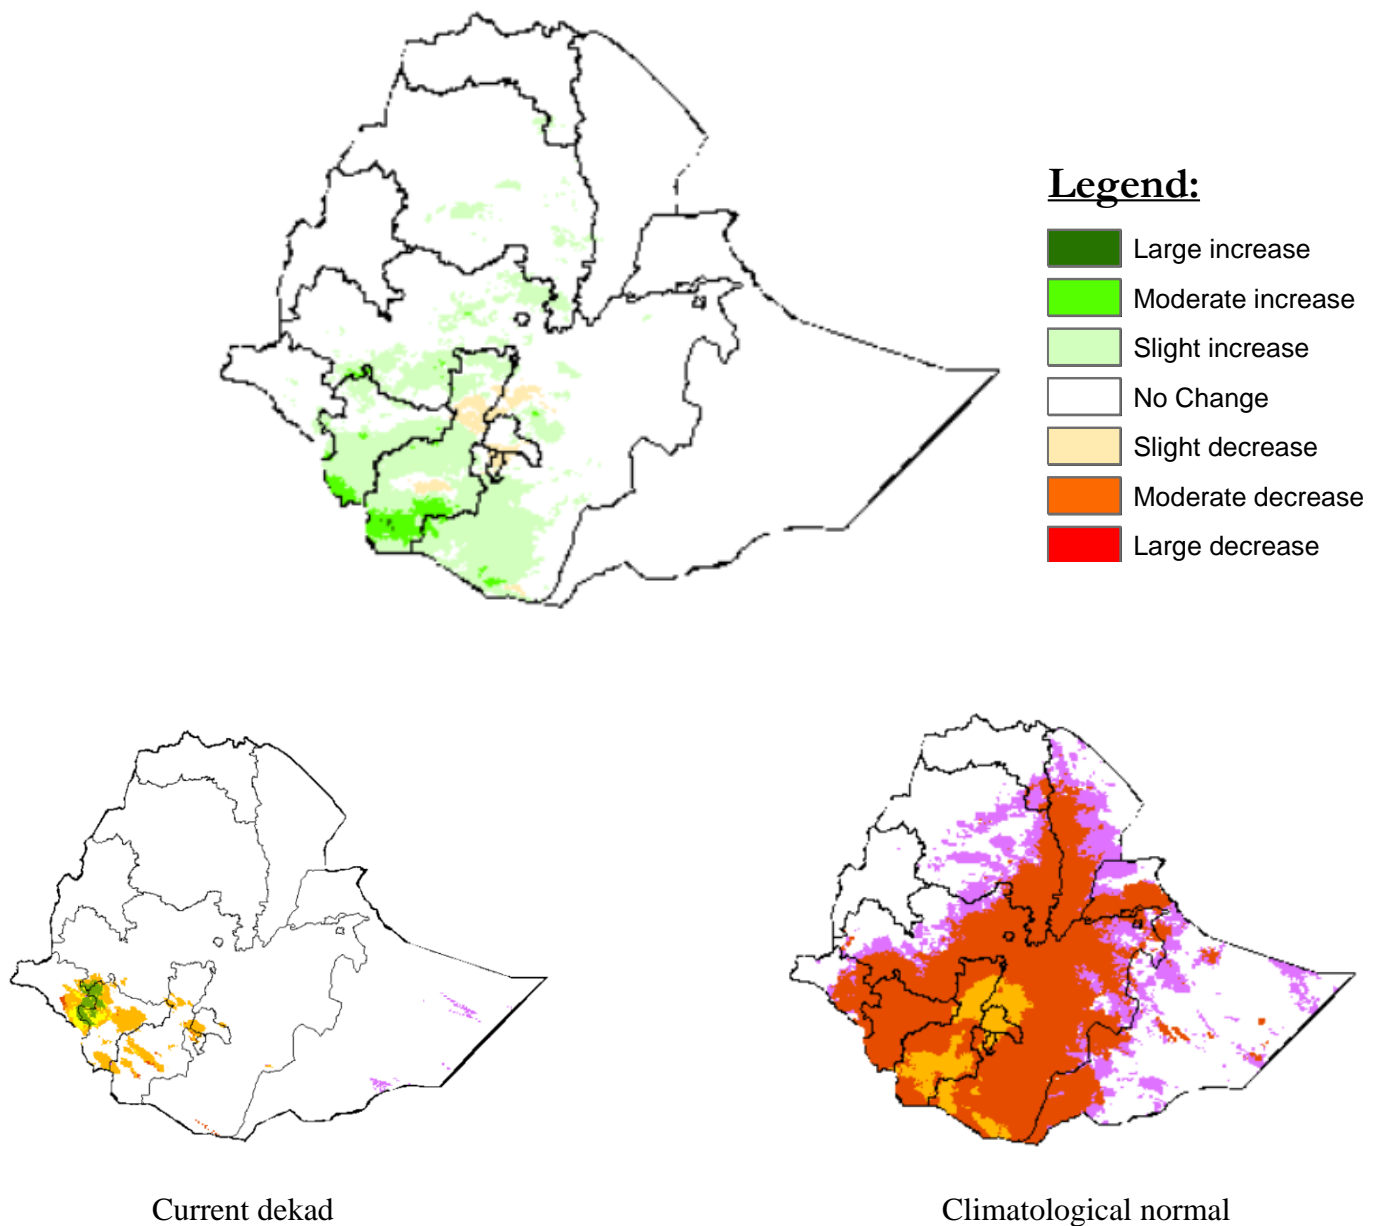 Legend:
Large increase
Moderate increase
Slight increase
No Change
Slight decrease
Moderate decrease
Large decrease
Current dekad
Climatological normal